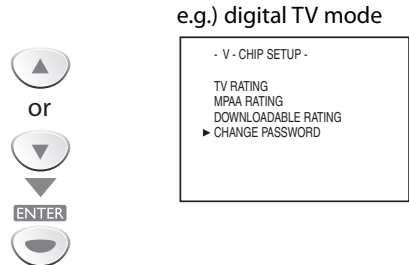 e.g.) digital TV mode
- V - CHIP SETUP -
TV RATING
MPAA RATING
DOWNLOADABLE RATING
CHANGE PASSWORD
or
ENTER